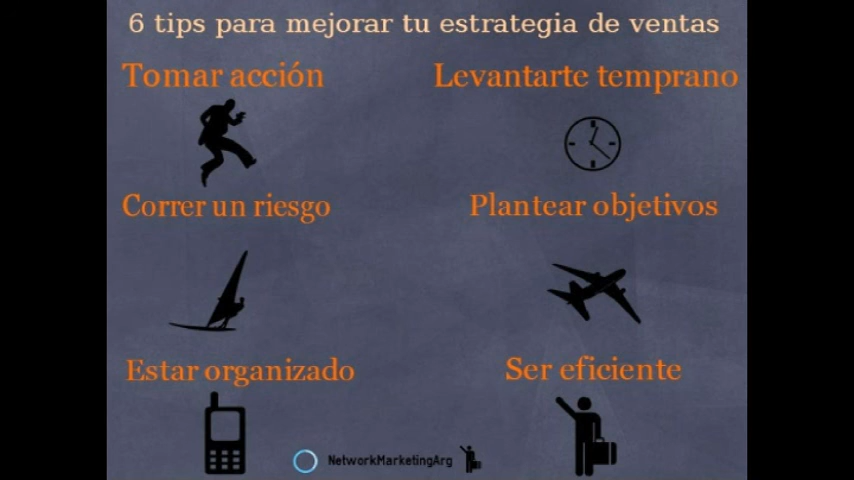 6 tips para mejorar tu estrategia de ventas
Tomar acción
Levantarte temprano
Correr un riesgo
Plantear objetivos
Estar organizado
Ser eficiente
NetworkMarketingArg